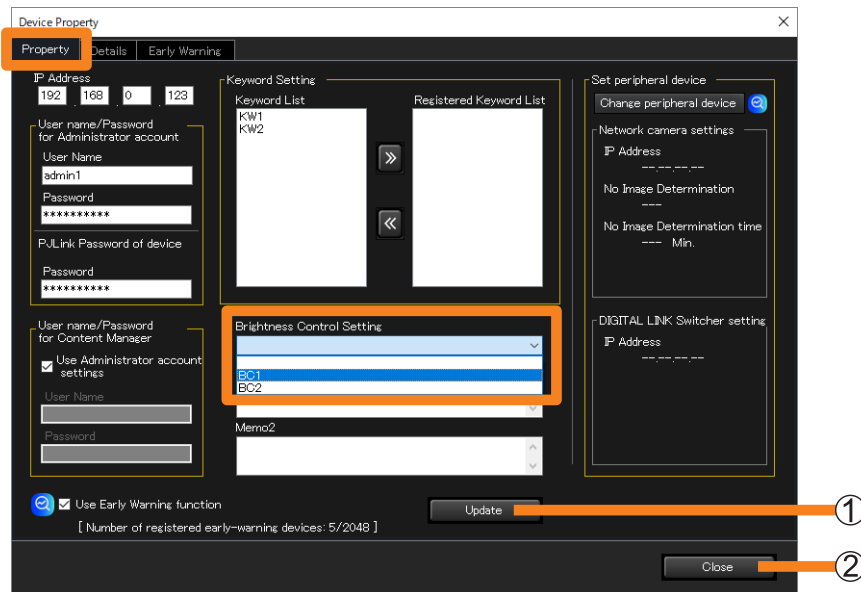 Device Property
Property Details Early Warning
IP Address
192 . 168 . 0 . 123
User name/Password
for Administrator account
User Name
admin1
Password
**********
PJLink Password of device
Password
**********
User name/Password
for Content Manager
Use Administrator account
settings
User Name
Password
Keyword Setting
Keyword List
KW1
KW2
Registered Keyword List
Brightness Control Setting
BC1
BC2
Memo2
Set peripheral device
Change peripheral device
Network camera settings
IP Address
---.---.---.---
No Image Determination
---
No Image Determination time
--- Min.
DIGITAL LINK Switcher setting
IP Address
---.---.---.---
Use Early Warning function
[ Number of registered early-warning devices: 5/2048 ]
Update
①
Close
②